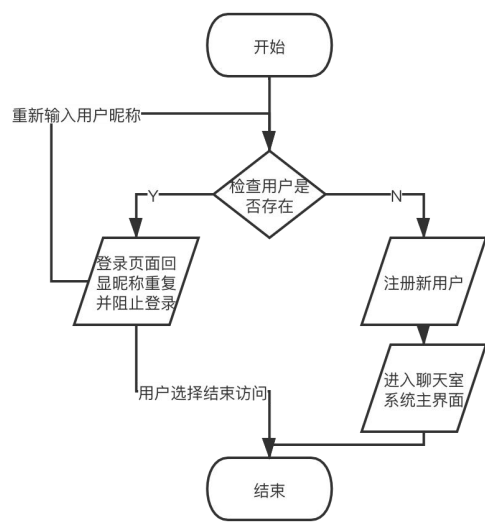 开始
重新输入用户昵称
检查用户是
否存在
Y
N
登录页面回
显昵称重复
并阻止登录
注册新用户
进入聊天室
系统主界面
用户选择结束访问
结束